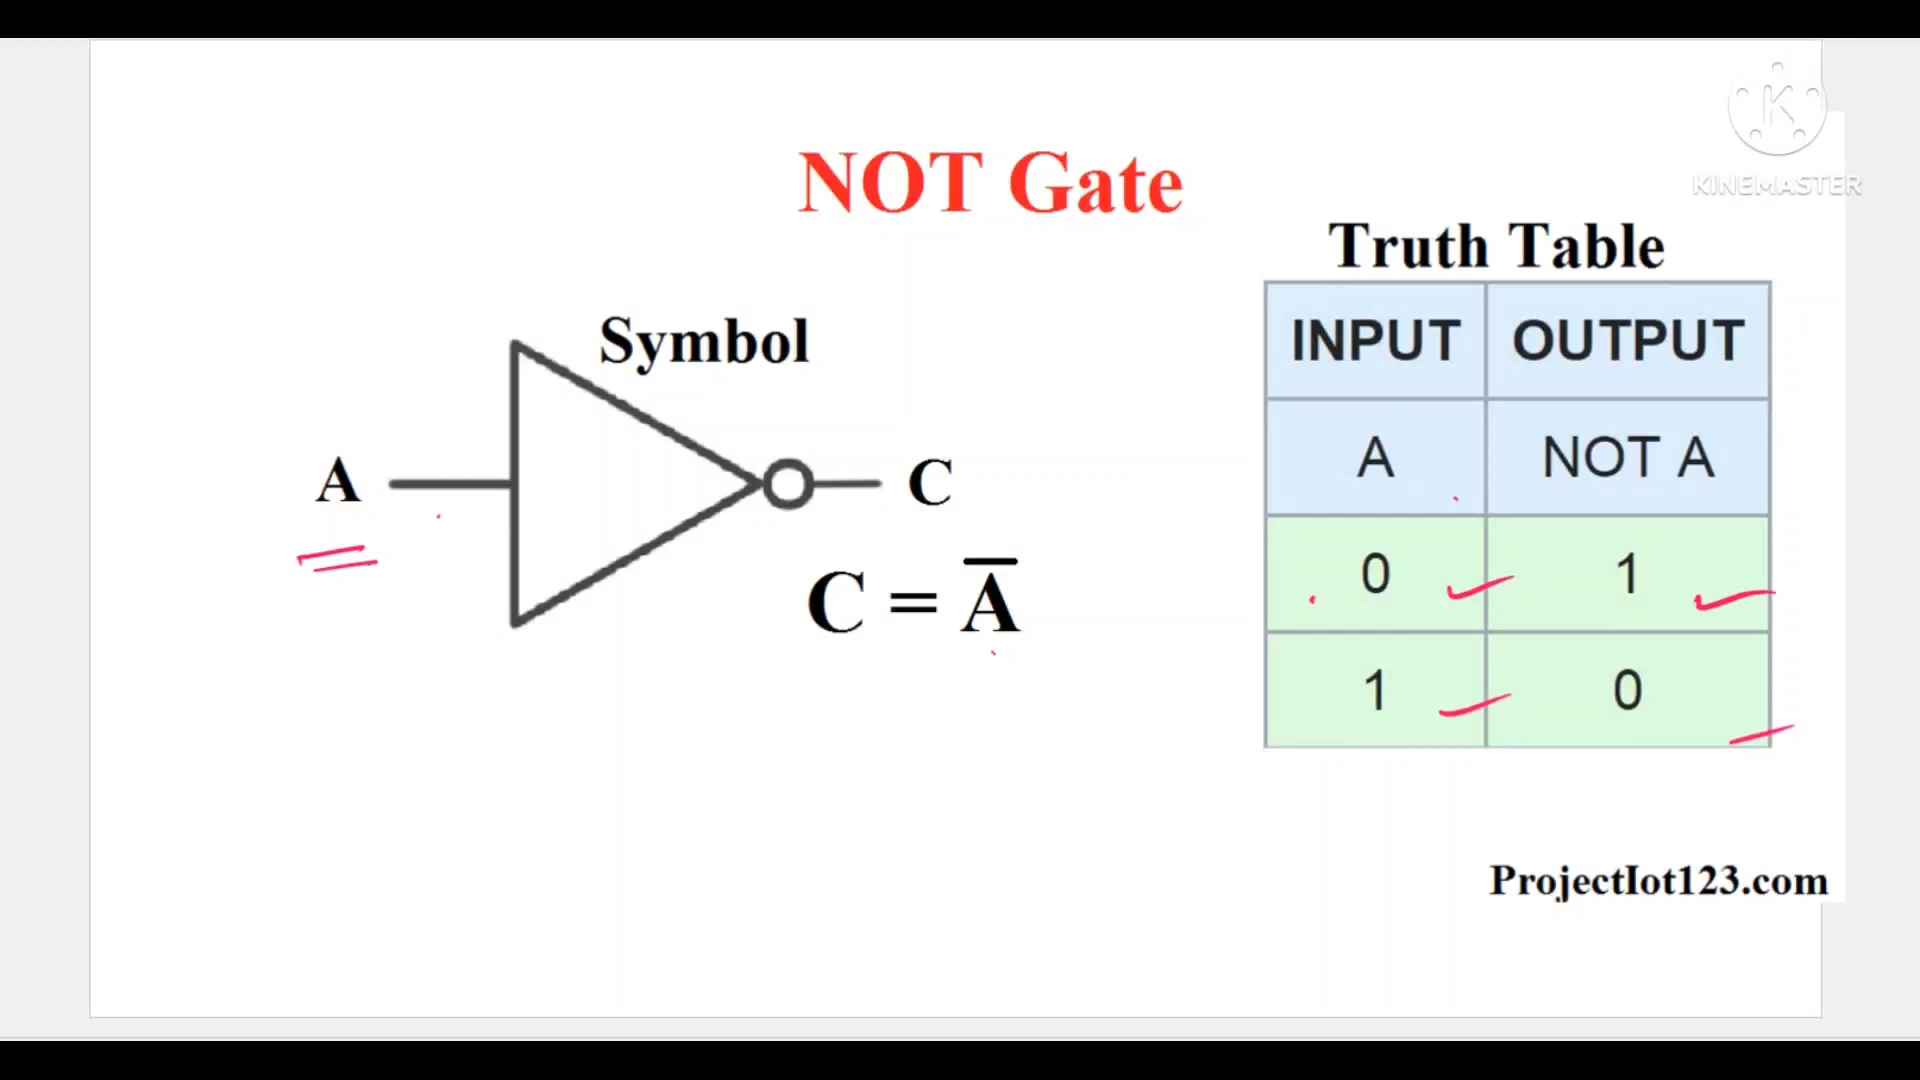 KINEMASTER
NOT Gate
Truth Table
INPUT OUTPUT
A NOT A
0 1
1 0
Symbol
A C
C = A̅
ProjectIot123.com